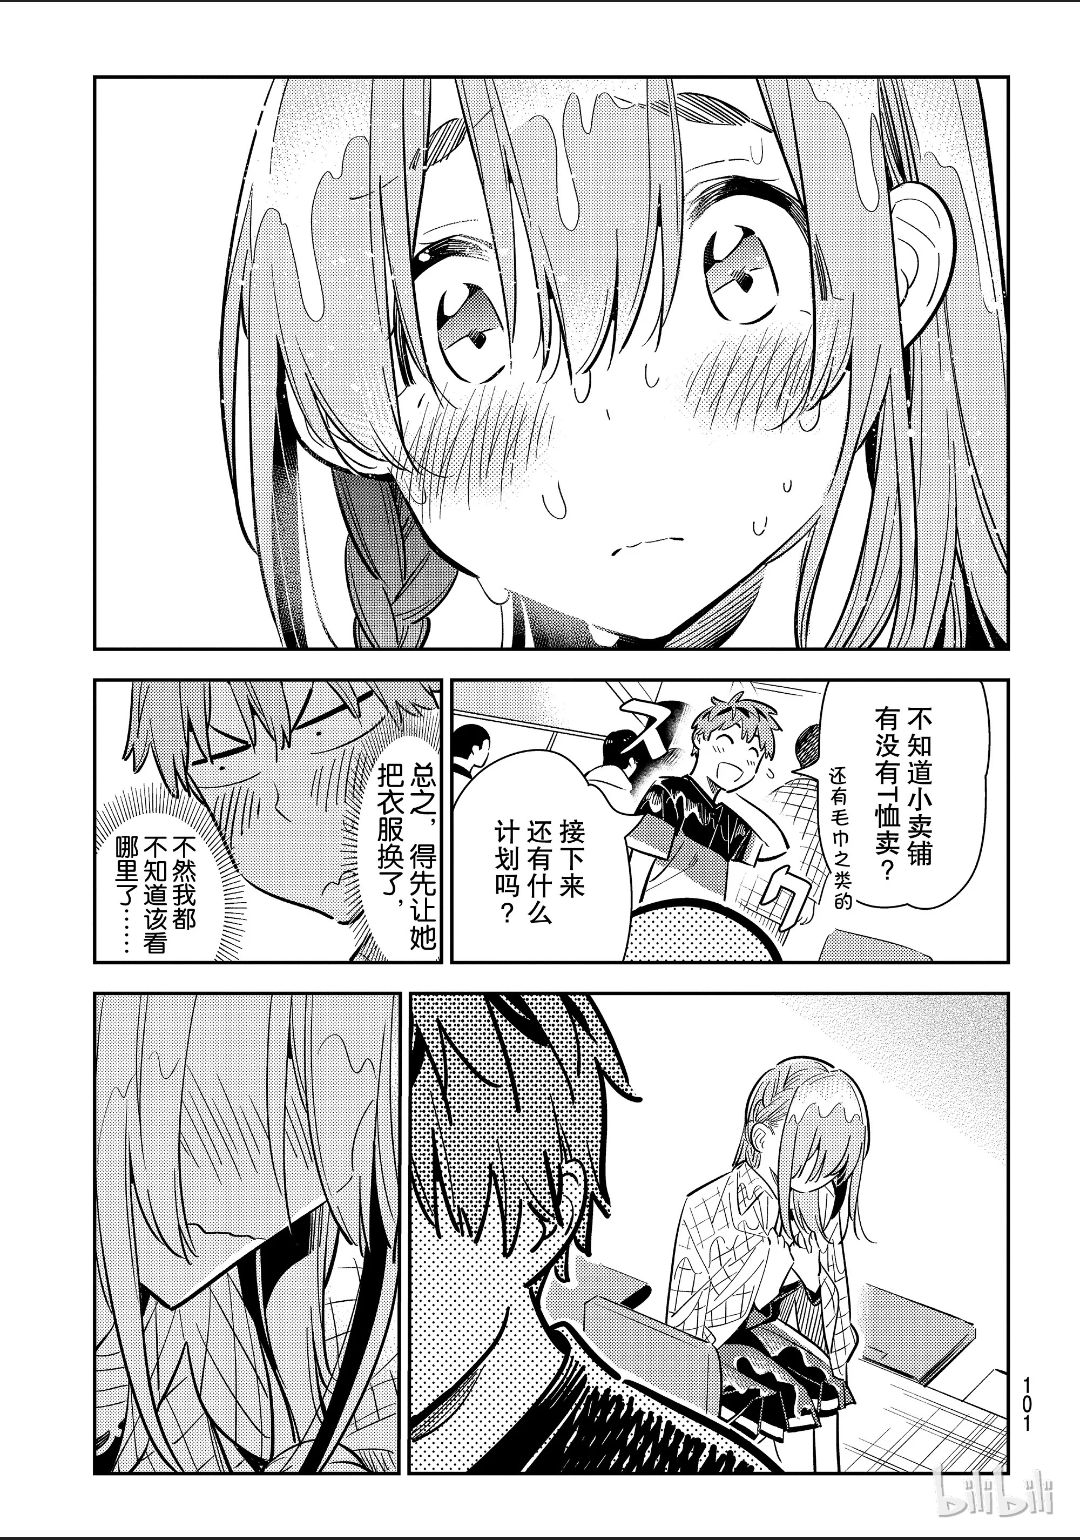 不知道小卖铺
有没有T恤卖？
还有毛巾之类的
接下来
还有什么
计划吗？
总之，得先让她
把衣服换了，
不然我都
不知道该看
哪里了……
101
bilibili